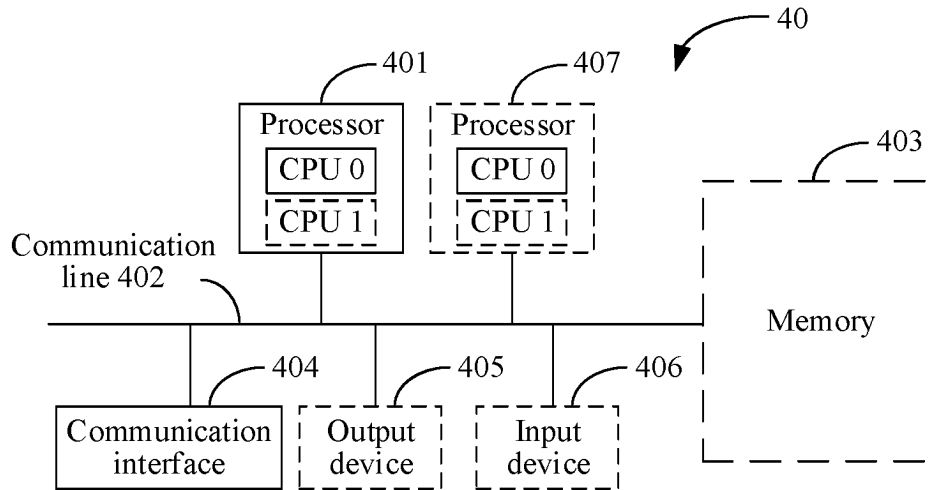 40
401
407
403
Processor
CPU 0
CPU 1
Processor
CPU 0
CPU 1
Communication
line 402
Memory
404
405
406
Communication
interface
Output
device
Input
device